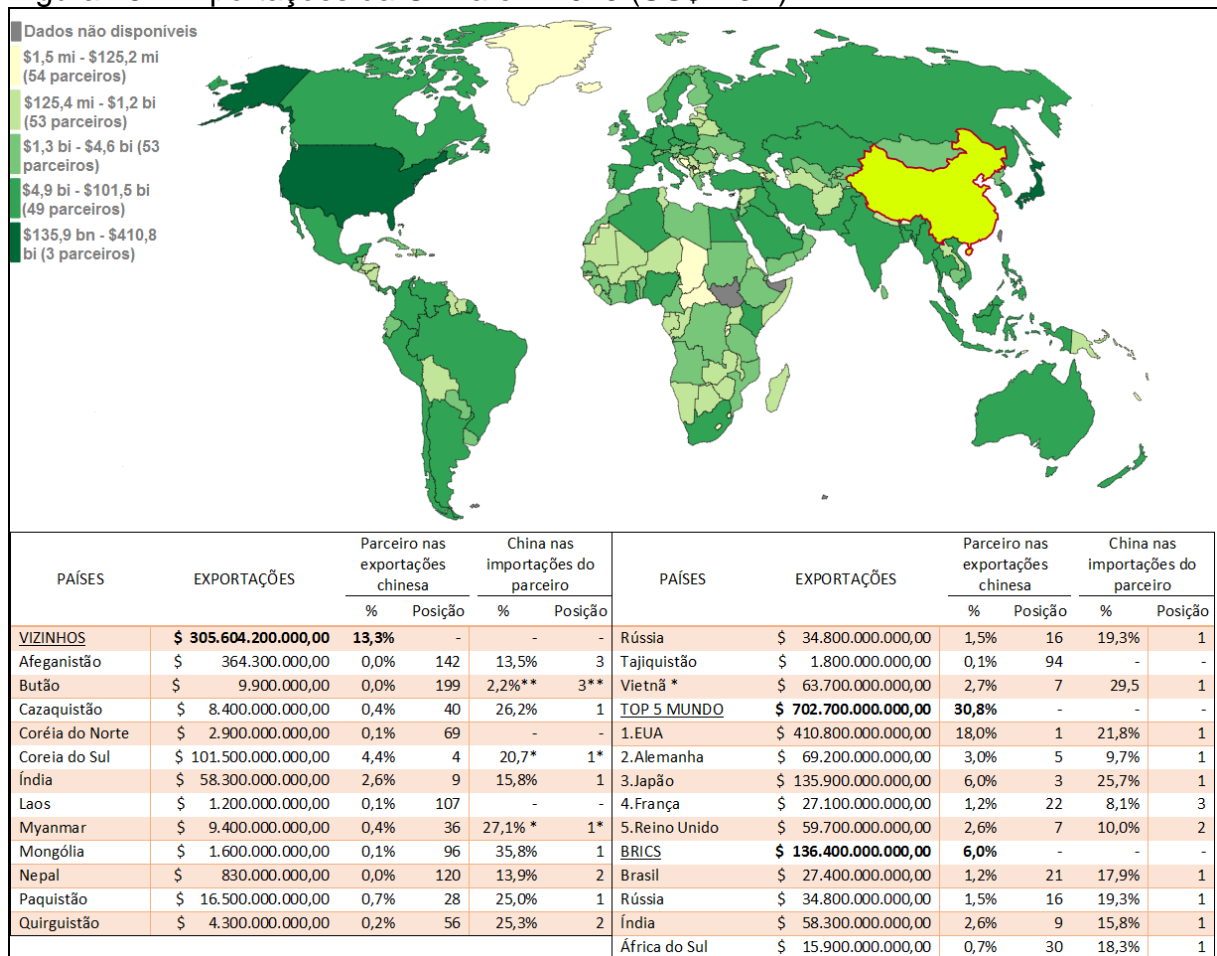 Dados não disponíveis
$1,5 mi - $125,2 mi
(54 parceiros)
$125,4 mi - $1,2 bi
(53 parceiros)
$1,3 bi - $4,6 bi (53
parceiros)
$4,9 bi - $101,5 bi
(49 parceiros)
$135,9 bn - $410,8
bi (3 parceiros)
PAÍSES EXPORTAÇÕES Parceiro nas exportações chinesa China nas importações do parceiro PAÍSES EXPORTAÇÕES Parceiro nas exportações chinesa China nas importações do parceiro
% Posição % Posição % Posição % Posição
VIZINHOS $ 305.604.200.000,00 13,3% - - - Rússia $ 34.800.000.000,00 1,5% 16 19,3% 1
Afeganistão $ 364.300.000,00 0,0% 142 13,5% 3 Tajiquistão $ 1.800.000.000,00 0,1% 94 - -
Butão $ 9.900.000,00 0,0% 199 2,2%** 3** Vietnã * $ 63.700.000.000,00 2,7% 7 29,5 1
Cazaquistão $ 8.400.000.000,00 0,4% 40 26,2% 1 TOP 5 MUNDO $ 702.700.000.000,00 30,8% - - -
Coréia do Norte $ 2.900.000.000,00 0,1% 69 - - 1.EUA $ 410.800.000.000,00 18,0% 1 21,8% 1
Coreia do Sul $ 101.500.000.000,00 4,4% 4 20,7* 1* 2.Alemanha $ 69.200.000.000,00 3,0% 5 9,7% 1
Índia $ 58.300.000.000,00 2,6% 9 15,8% 1 3.Japão $ 135.900.000.000,00 6,0% 3 25,7% 1
Laos $ 1.200.000.000,00 0,1% 107 - - 4.França $ 27.100.000.000,00 1,2% 22 8,1% 3
Myanmar $ 9.400.000.000,00 0,4% 36 27,1% * 1* 5.Reino Unido $ 59.700.000.000,00 2,6% 7 10,0% 2
Mongólia $ 1.600.000.000,00 0,1% 96 35,8% 1 BRICS $ 136.400.000.000,00 6,0% - - -
Nepal $ 830.000.000,00 0,0% 120 13,9% 2 Brasil $ 27.400.000.000,00 1,2% 21 17,9% 1
Paquistão $ 16.500.000.000,00 0,7% 28 25,0% 1 Rússia $ 34.800.000.000,00 1,5% 16 19,3% 1
Quirguistão $ 4.300.000.000,00 0,2% 56 25,3% 2 Índia $ 58.300.000.000,00 2,6% 9 15,8% 1
África do Sul $ 15.900.000.000,00 0,7% 30 18,3% 1